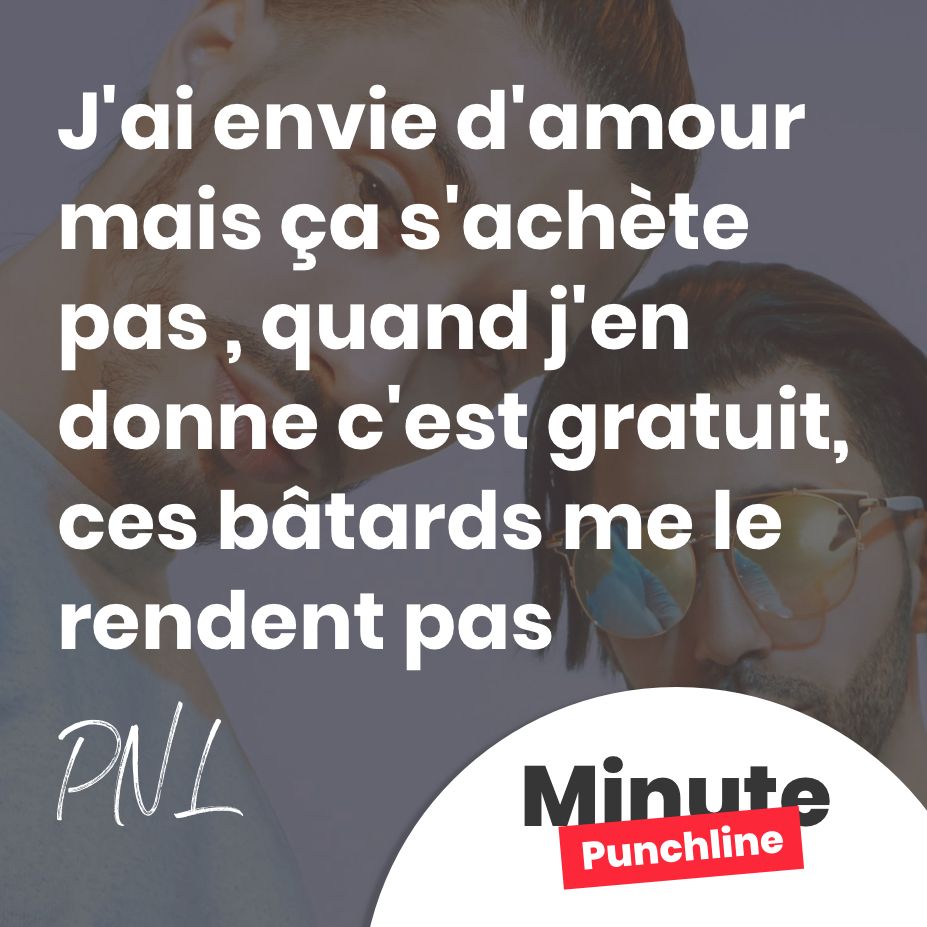 J'ai envie d'amour
mais ça s'achète
pas , quand j'en
donne c'est gratuit,
ces bâtards me le
rendent pas
PNL
Minute
Punchline